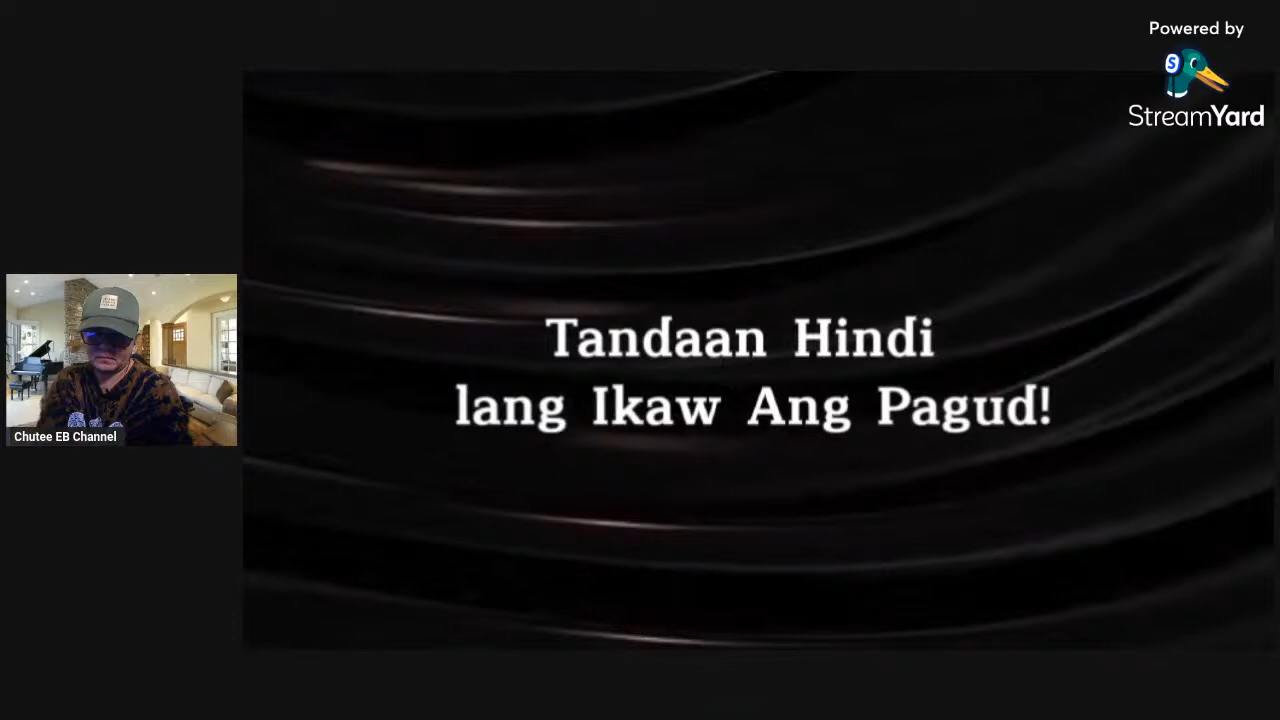 Powered by
StreamYard
Tandaan Hindi
lang Ikaw Ang Pagud!
Chutee EB Channel